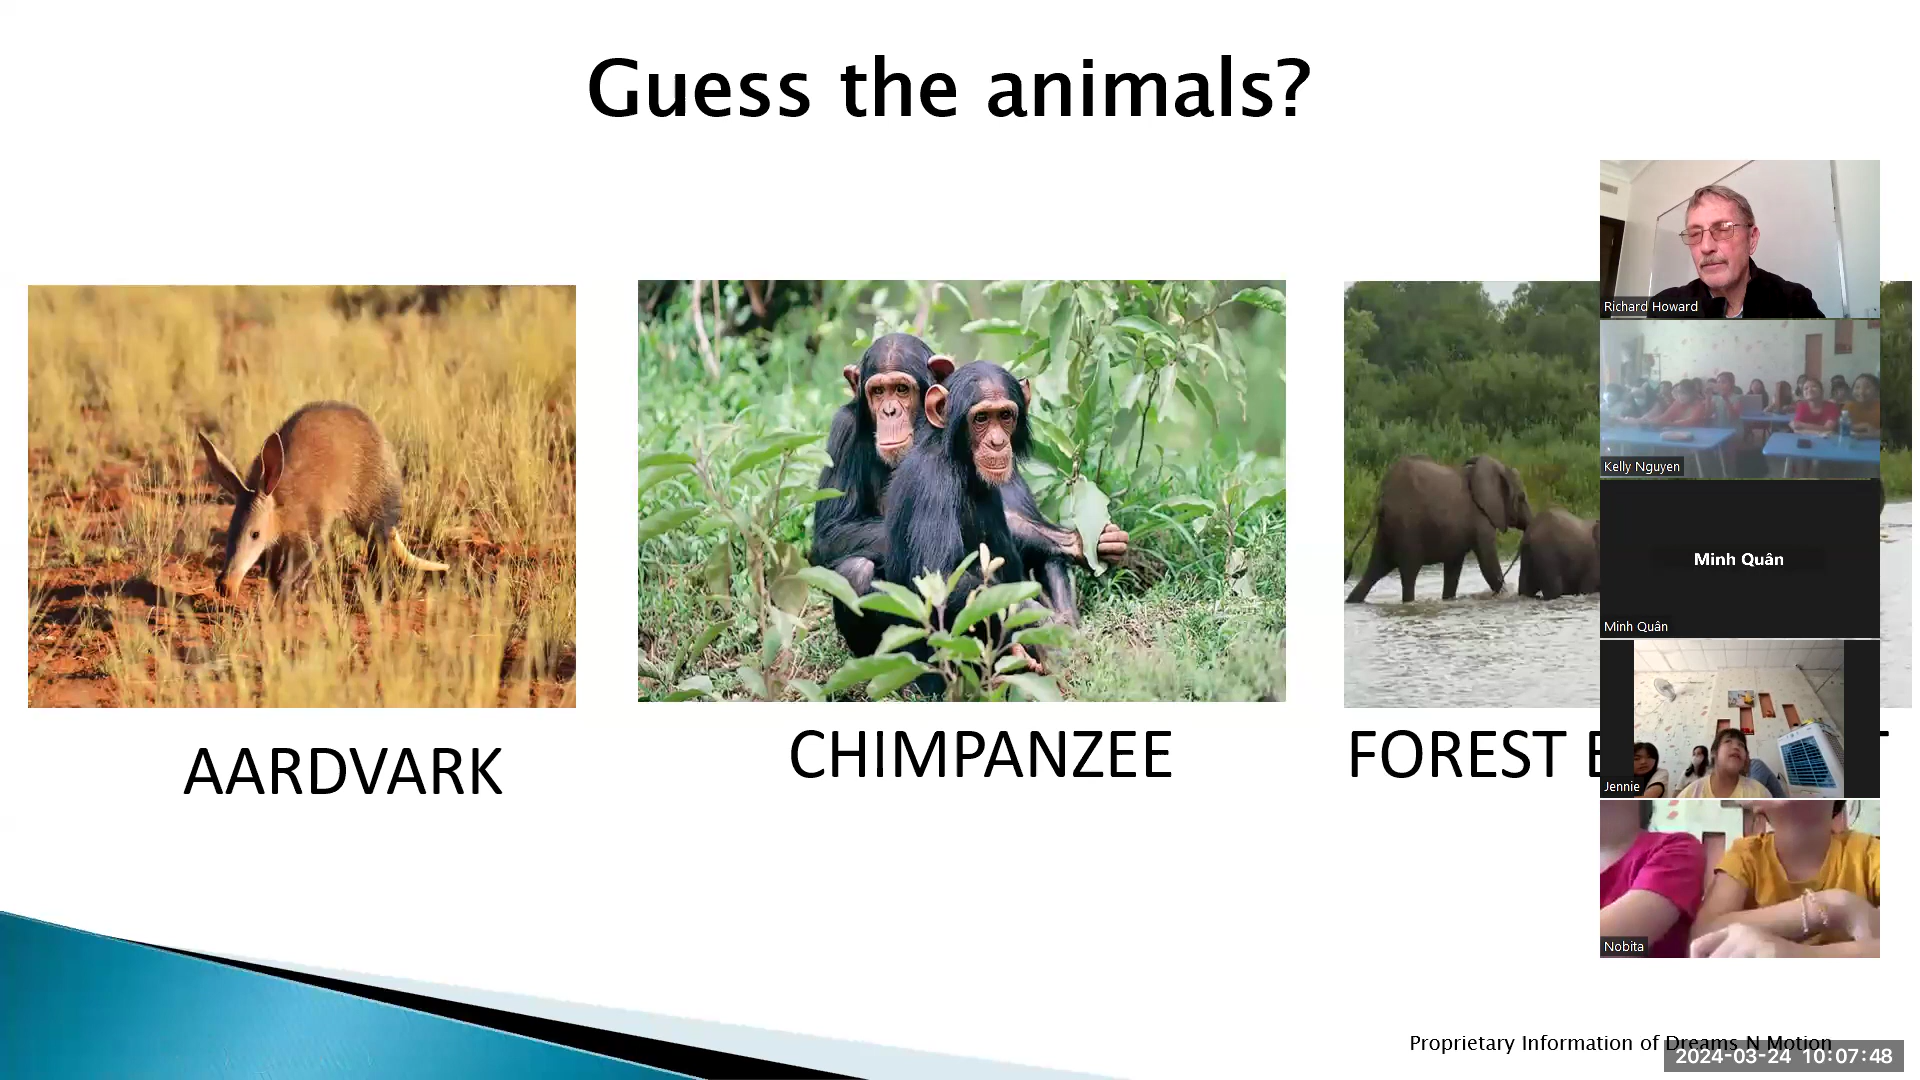 Guess the animals?
AARDVARK
CHIMPANZEE
FOREST
Richard Howard
Kelly Nguyen
Minh Quân
Minh Quân
Jennie
Nobita
Proprietary Information of Dreams N Motion
2024-03-24 10:07:48